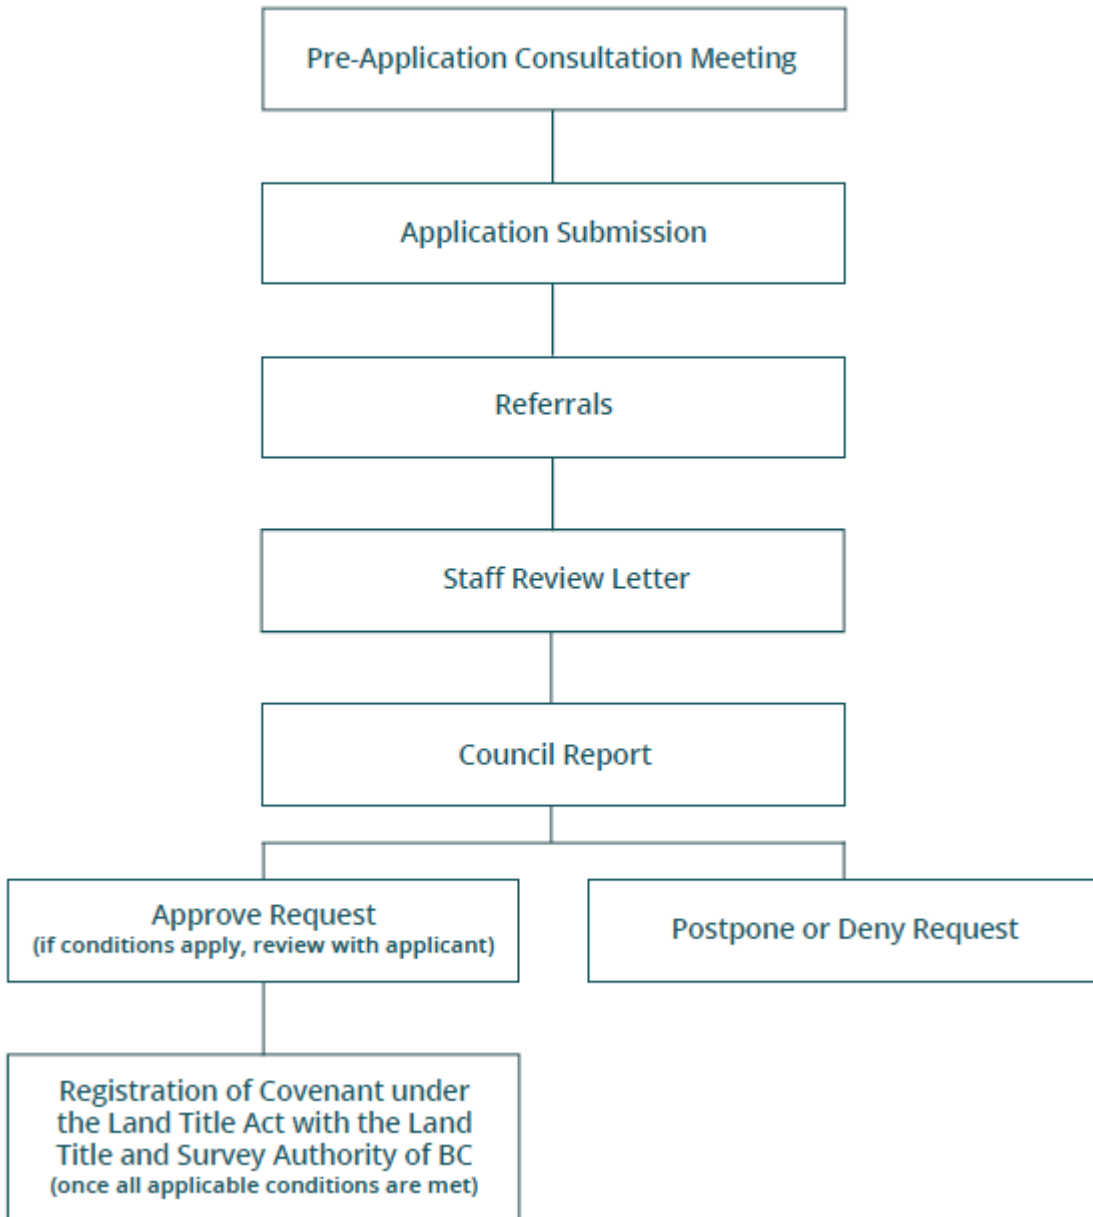 Pre-Application Consultation Meeting
Application Submission
Referrals
Staff Review Letter
Council Report
Approve Request
(if conditions apply, review with applicant)
Postpone or Deny Request
Registration of Covenant under
the Land Title Act with the Land
Title and Survey Authority of BC
(once all applicable conditions are met)